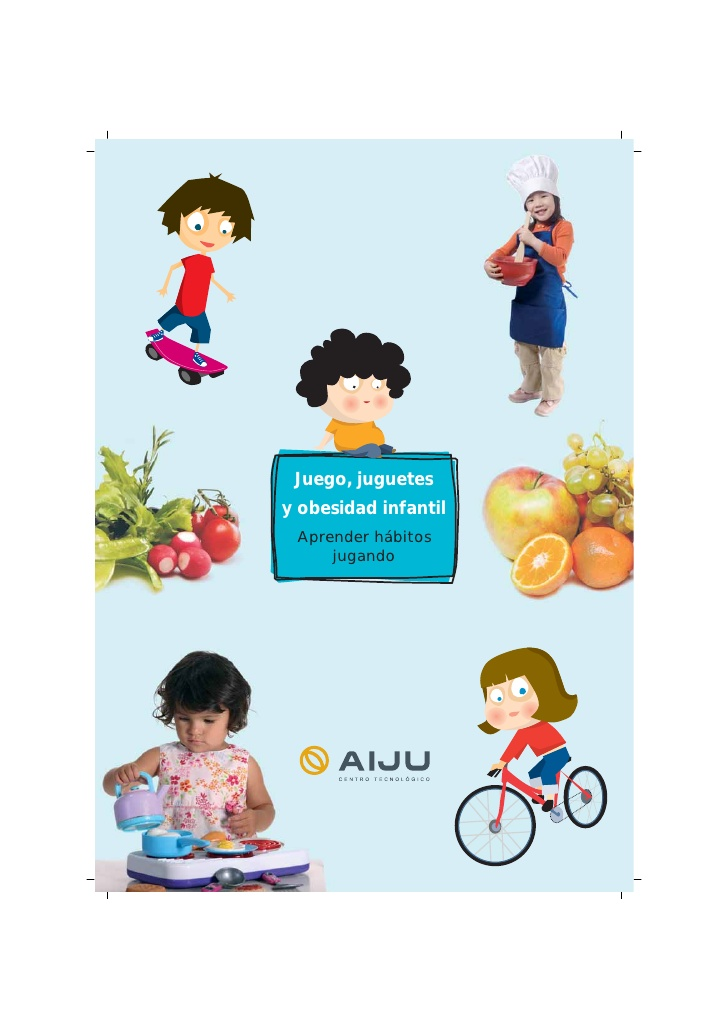 Juego, juguetes
y obesidad infantil
Aprender hábitos
jugando
AIJU
CENTRO TECNOLÓGICO